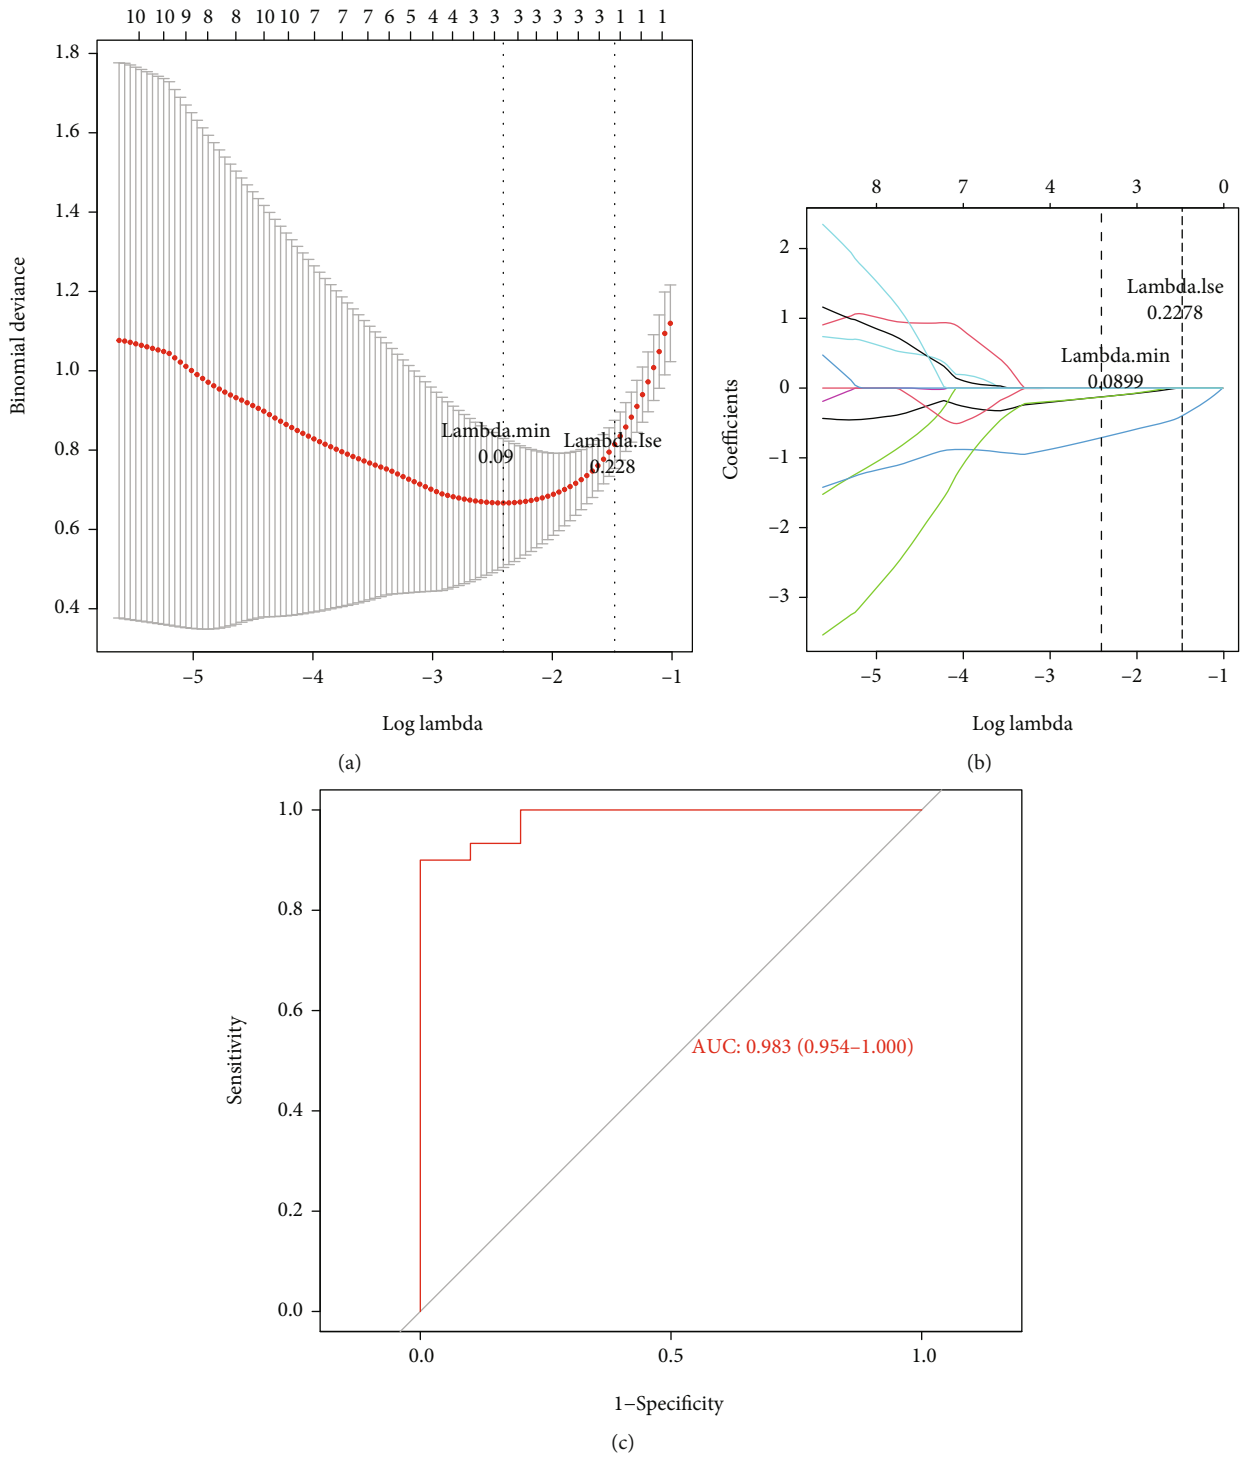 10 10 9 8 8 10 10 7 7 7 6 5 4 4 3 3 3 3 3 3 3 1 1 1
1.8
1.6
1.4
1.2
1.0
0.8
0.6
0.4
Binomial deviance
Lambda.min
0.09
Lambda.lse
0.228
−5 −4 −3 −2 −1
Log lambda
(a)
8 7 4 3 0
2
1
0
−1
−2
−3
Coefficients
Lambda.lse
0.2278
Lambda.min
0.0899
−5 −4 −3 −2 −1
Log lambda
(b)
1.0
0.8
0.6
0.4
0.2
0.0
Sensitivity
AUC: 0.983 (0.954–1.000)
0.0 0.5 1.0
1−Specificity
(c)